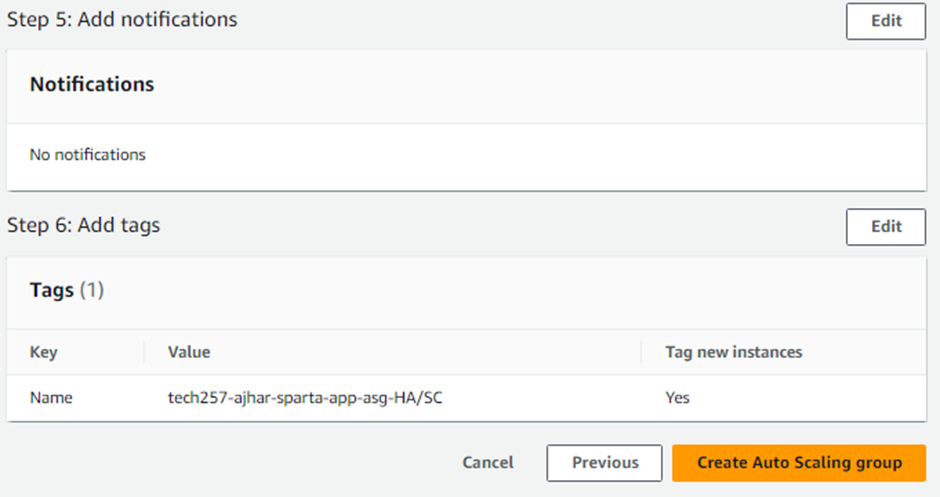 Step 5: Add notifications
Edit
Notifications
No notifications
Step 6: Add tags
Edit
Tags (1)
Key Value Tag new instances
Name tech257-ajhar-sparta-app-asg-HA/SC Yes
Cancel Previous Create Auto Scaling group